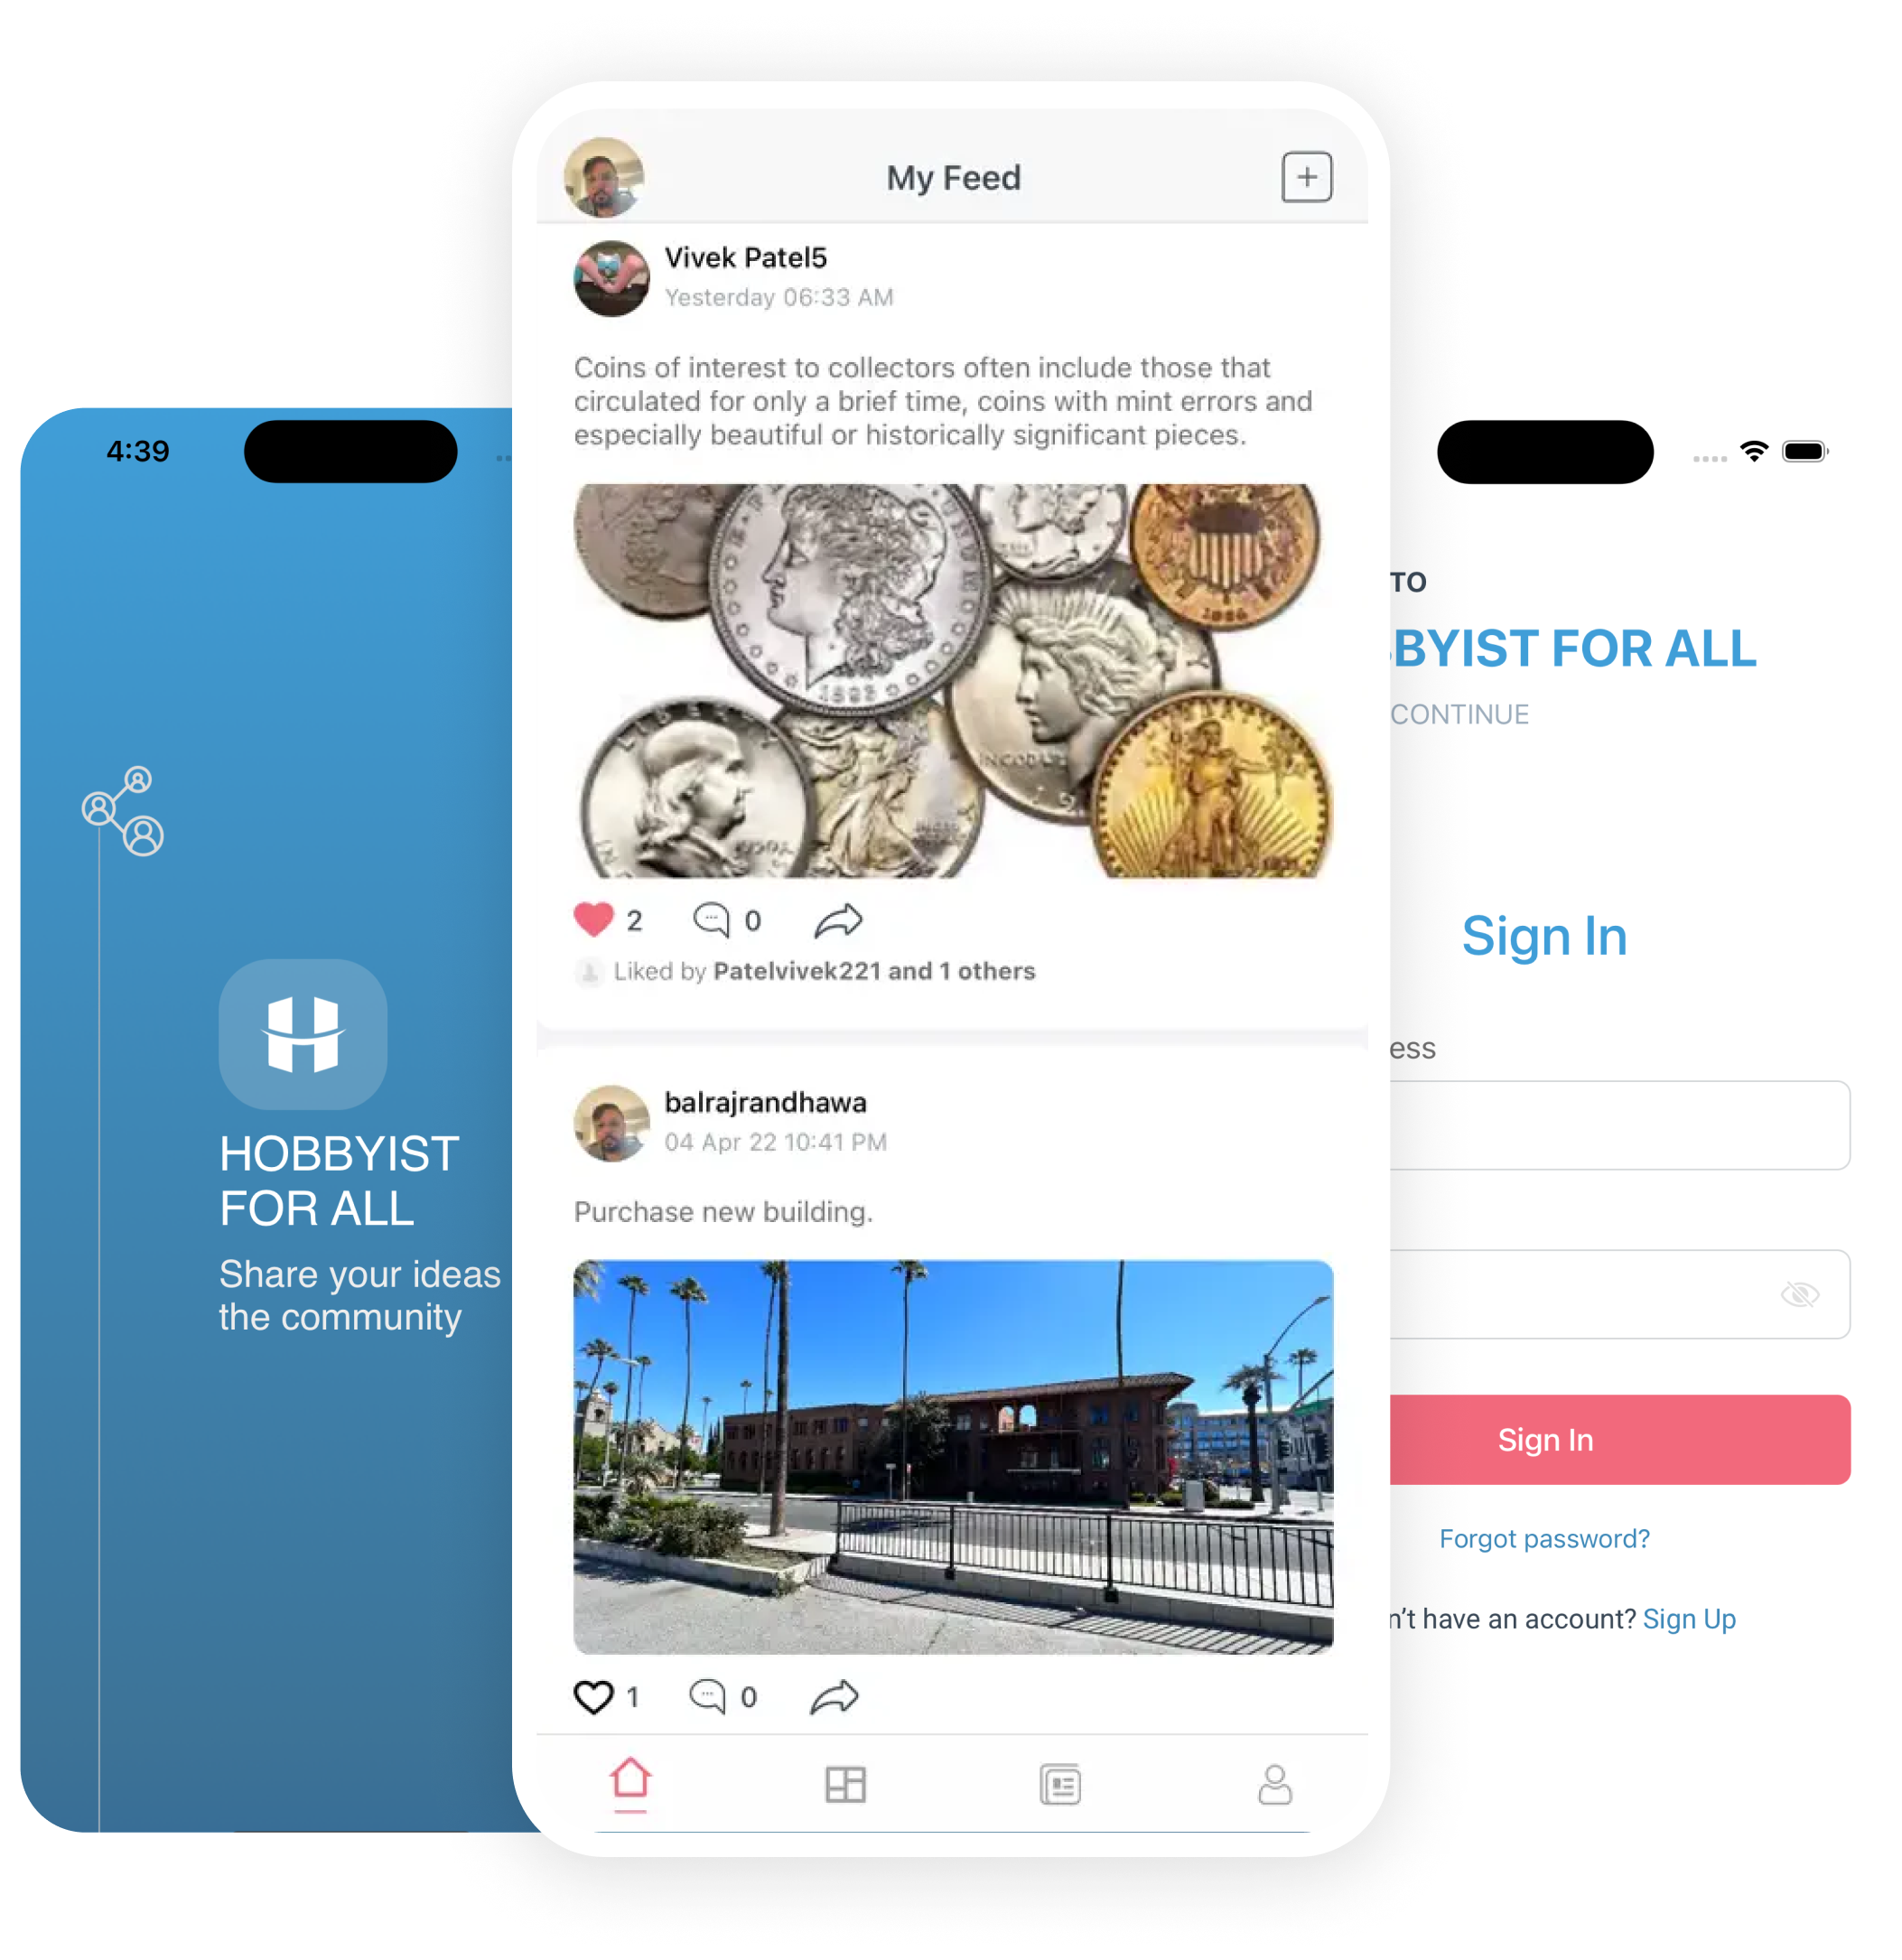 4:39
HOBBYIST
FOR ALL
Share your ideas
the community
My Feed
Vivek Patel5
Yesterday 06:33 AM
Coins of interest to collectors often include those that
circulated for only a brief time, coins with mint errors and
especially beautiful or historically significant pieces.
2
0
Liked by Patelvivek221 and 1 others
balrajrandhawa
04 Apr 22 10:41 PM
Purchase new building.
1
0
TO
BYIST FOR ALL
CONTINUE
Sign In
ess
Sign In
Forgot password?
n't have an account? Sign Up